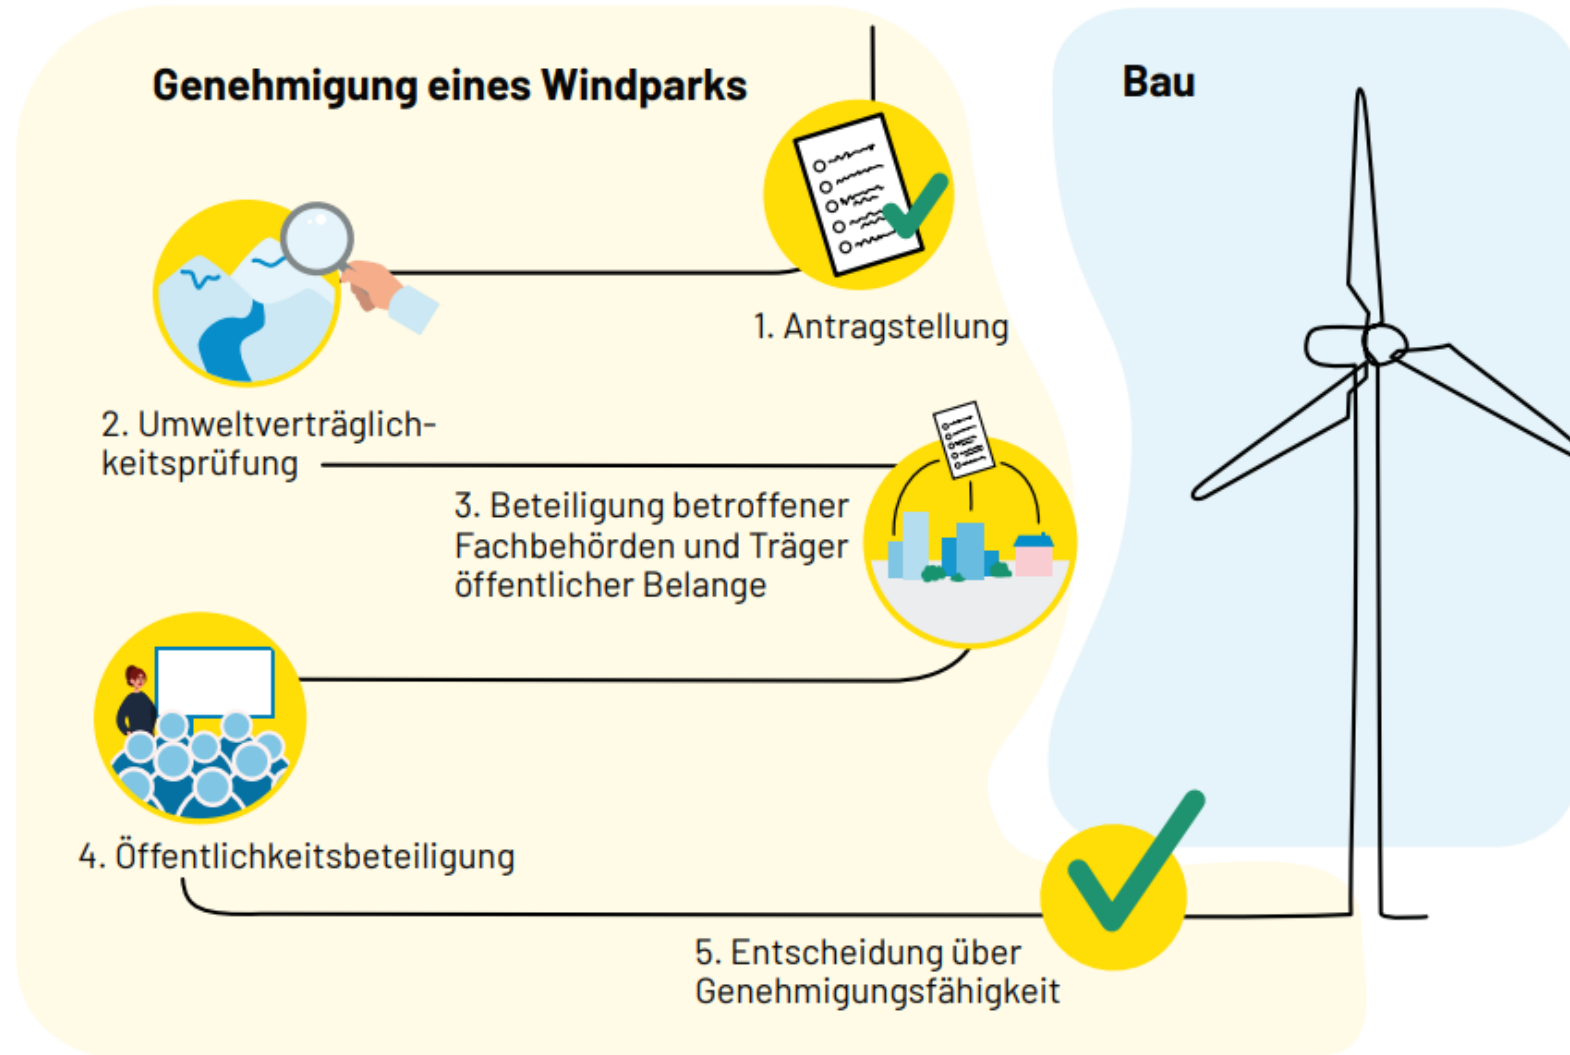 Genehmigung eines Windparks
Bau
1. Antragstellung
2. Umweltverträglich-
keitsprüfung
3. Beteiligung betroffener
Fachbehörden und Träger
öffentlicher Belange
4. Öffentlichkeitsbeteiligung
5. Entscheidung über
Genehmigungsfähigkeit